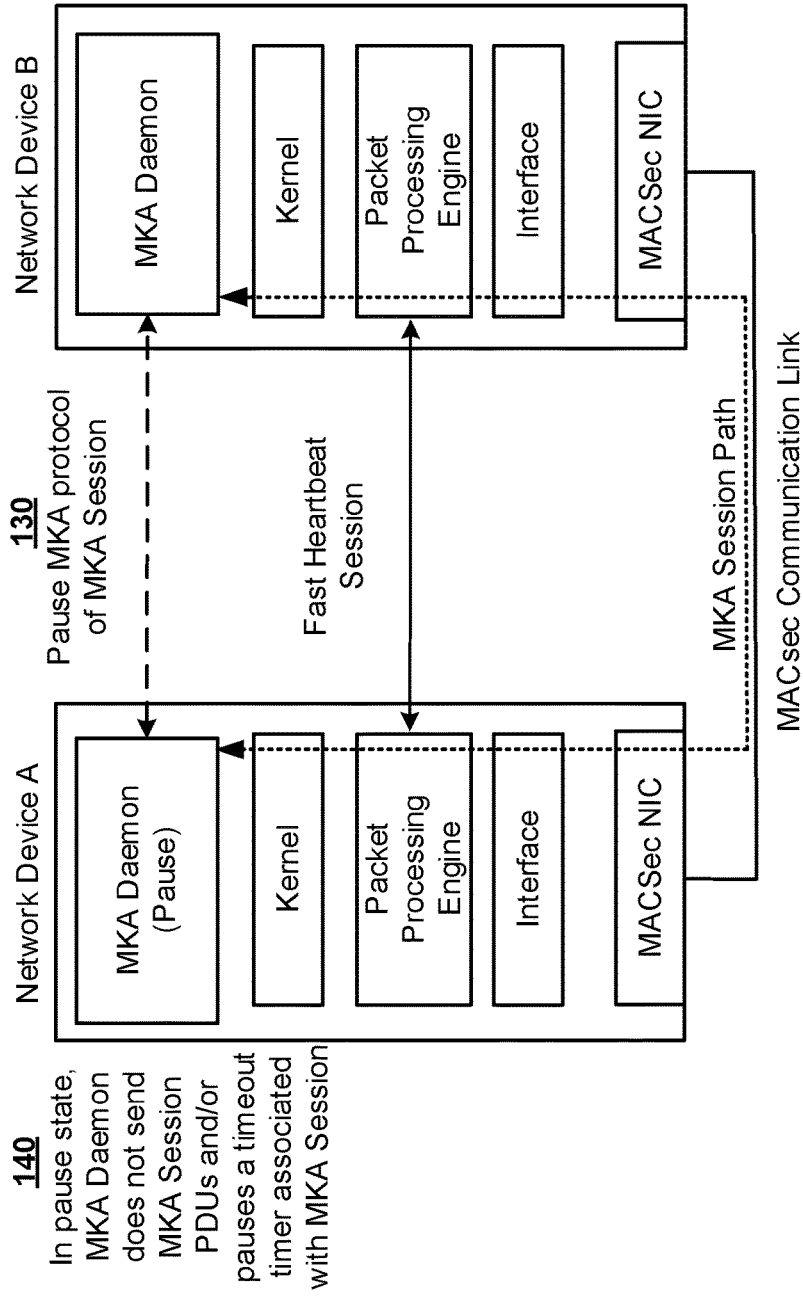 140
In pause state,
MKA Daemon
does not send
MKA Session
PDUs and/or
pauses a timeout
timer associated
with MKA Session
Network Device A
MKA Daemon
(Pause)
Kernel
Packet
Processing
Engine
Interface
MACSec NIC
130
Pause MKA protocol
of MKA Session
Fast Heartbeat
Session
MKA Session Path
MACsec Communication Link
Network Device B
MKA Daemon
Kernel
Packet
Processing
Engine
Interface
MACSec NIC